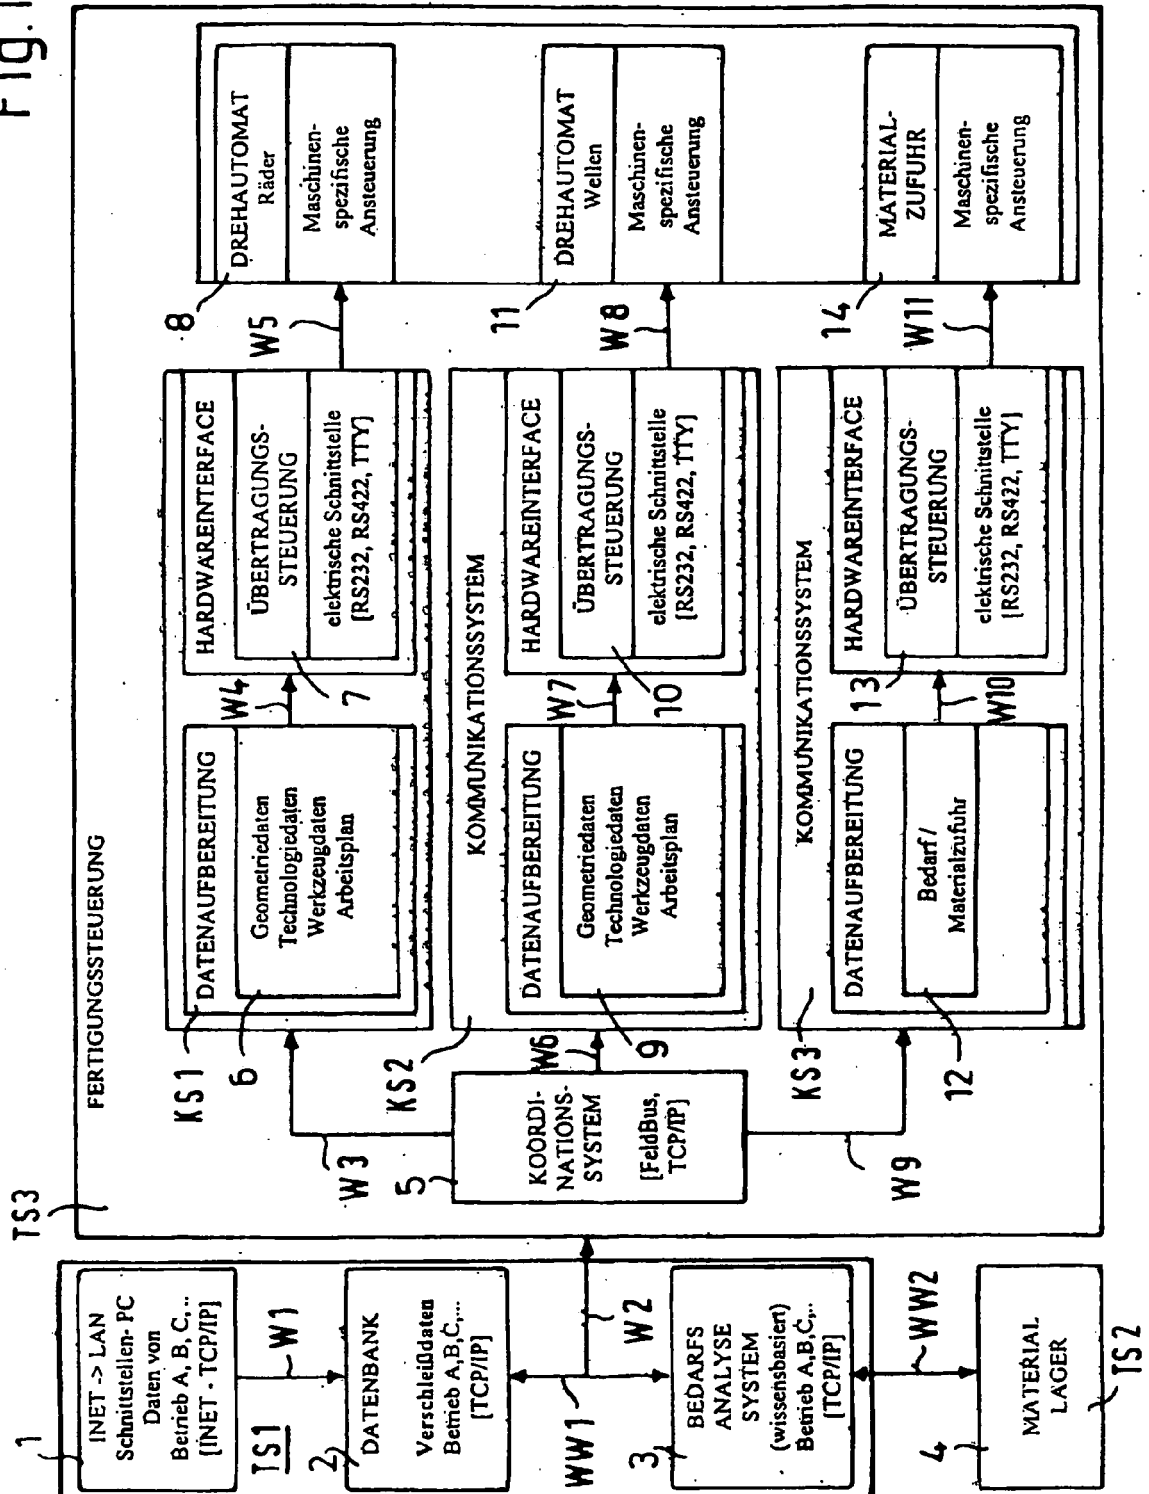 Fig.1
TS3
FERTIGUNGSSTEUERUNG
1
INET -> LAN
Schnittstellen- PC
Daten von
Betrieb A, B, C, ..
[INET - TCP/IP]
TS1
W1
2
DATENBANK
Verschleißdaten
Betrieb A,B,C,...
[TCP/IP]
WW1
W2
3
BEDARFS
ANALYSE
SYSTEM
(wissensbasiert)
Betrieb A,B,C,..
[TCP/IP]
WW2
4
MATERIAL
LAGER
TS2
W3
5
KOORDI-
NATIONS-
SYSTEM
[FeldBus,
TCP/IP]
W6
W9
KS1
6
DATENAUFBEREITUNG
Geometriedaten
Technologiedaten
Werkzeugdaten
Arbeitsplan
W4
7
HARDWAREINTERFACE
ÜBERTRAGUNGS-
STEUERUNG
elektrische Schnittstelle
[RS232, RS422, TTY]
W5
8
DREHAUTOMAT
Räder
Maschinen-
spezifische
Ansteuerung
KS2
KOMMUNIKATIONSSYSTEM
9
DATENAUFBEREITUNG
Geometriedaten
Technologiedaten
Werkzeugdaten
Arbeitsplan
W7
10
HARDWAREINTERFACE
ÜBERTRAGUNGS-
STEUERUNG
elektrische Schnittstelle
[RS232, RS422, TTY]
W8
11
DREHAUTOMAT
Wellen
Maschinen-
spezifische
Ansteuerung
KS3
KOMMUNIKATIONSSYSTEM
12
DATENAUFBEREITUNG
Bedarf /
Materialzufuhr
W10
13
HARDWAREINTERFACE
ÜBERTRAGUNGS-
STEUERUNG
elektrische Schnittstelle
[RS232, RS422, TTY]
W11
14
MATERIAL-
ZUFUHR
Maschinen-
spezifische
Ansteuerung